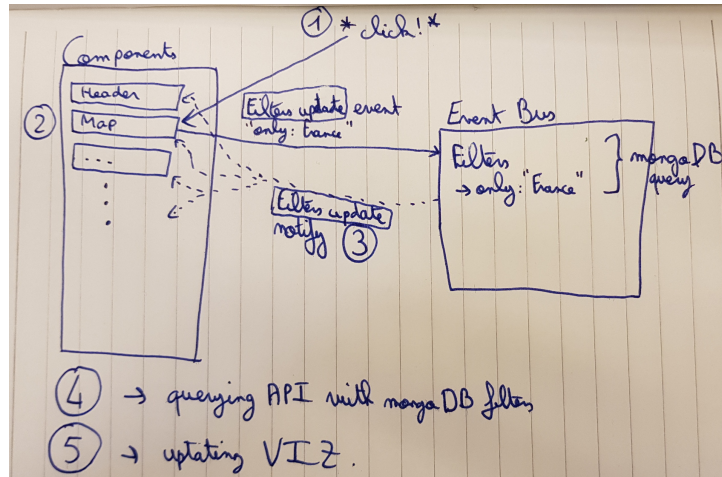 ① * click! *
Components
Header
② Map
...
Filters update event
"only: France"
Event Bus
Filters
→ only: "France"
mongoDB
query
Filters update
notify ③
④ → querying API with mongoDB filters
⑤ → uptating VIZ.